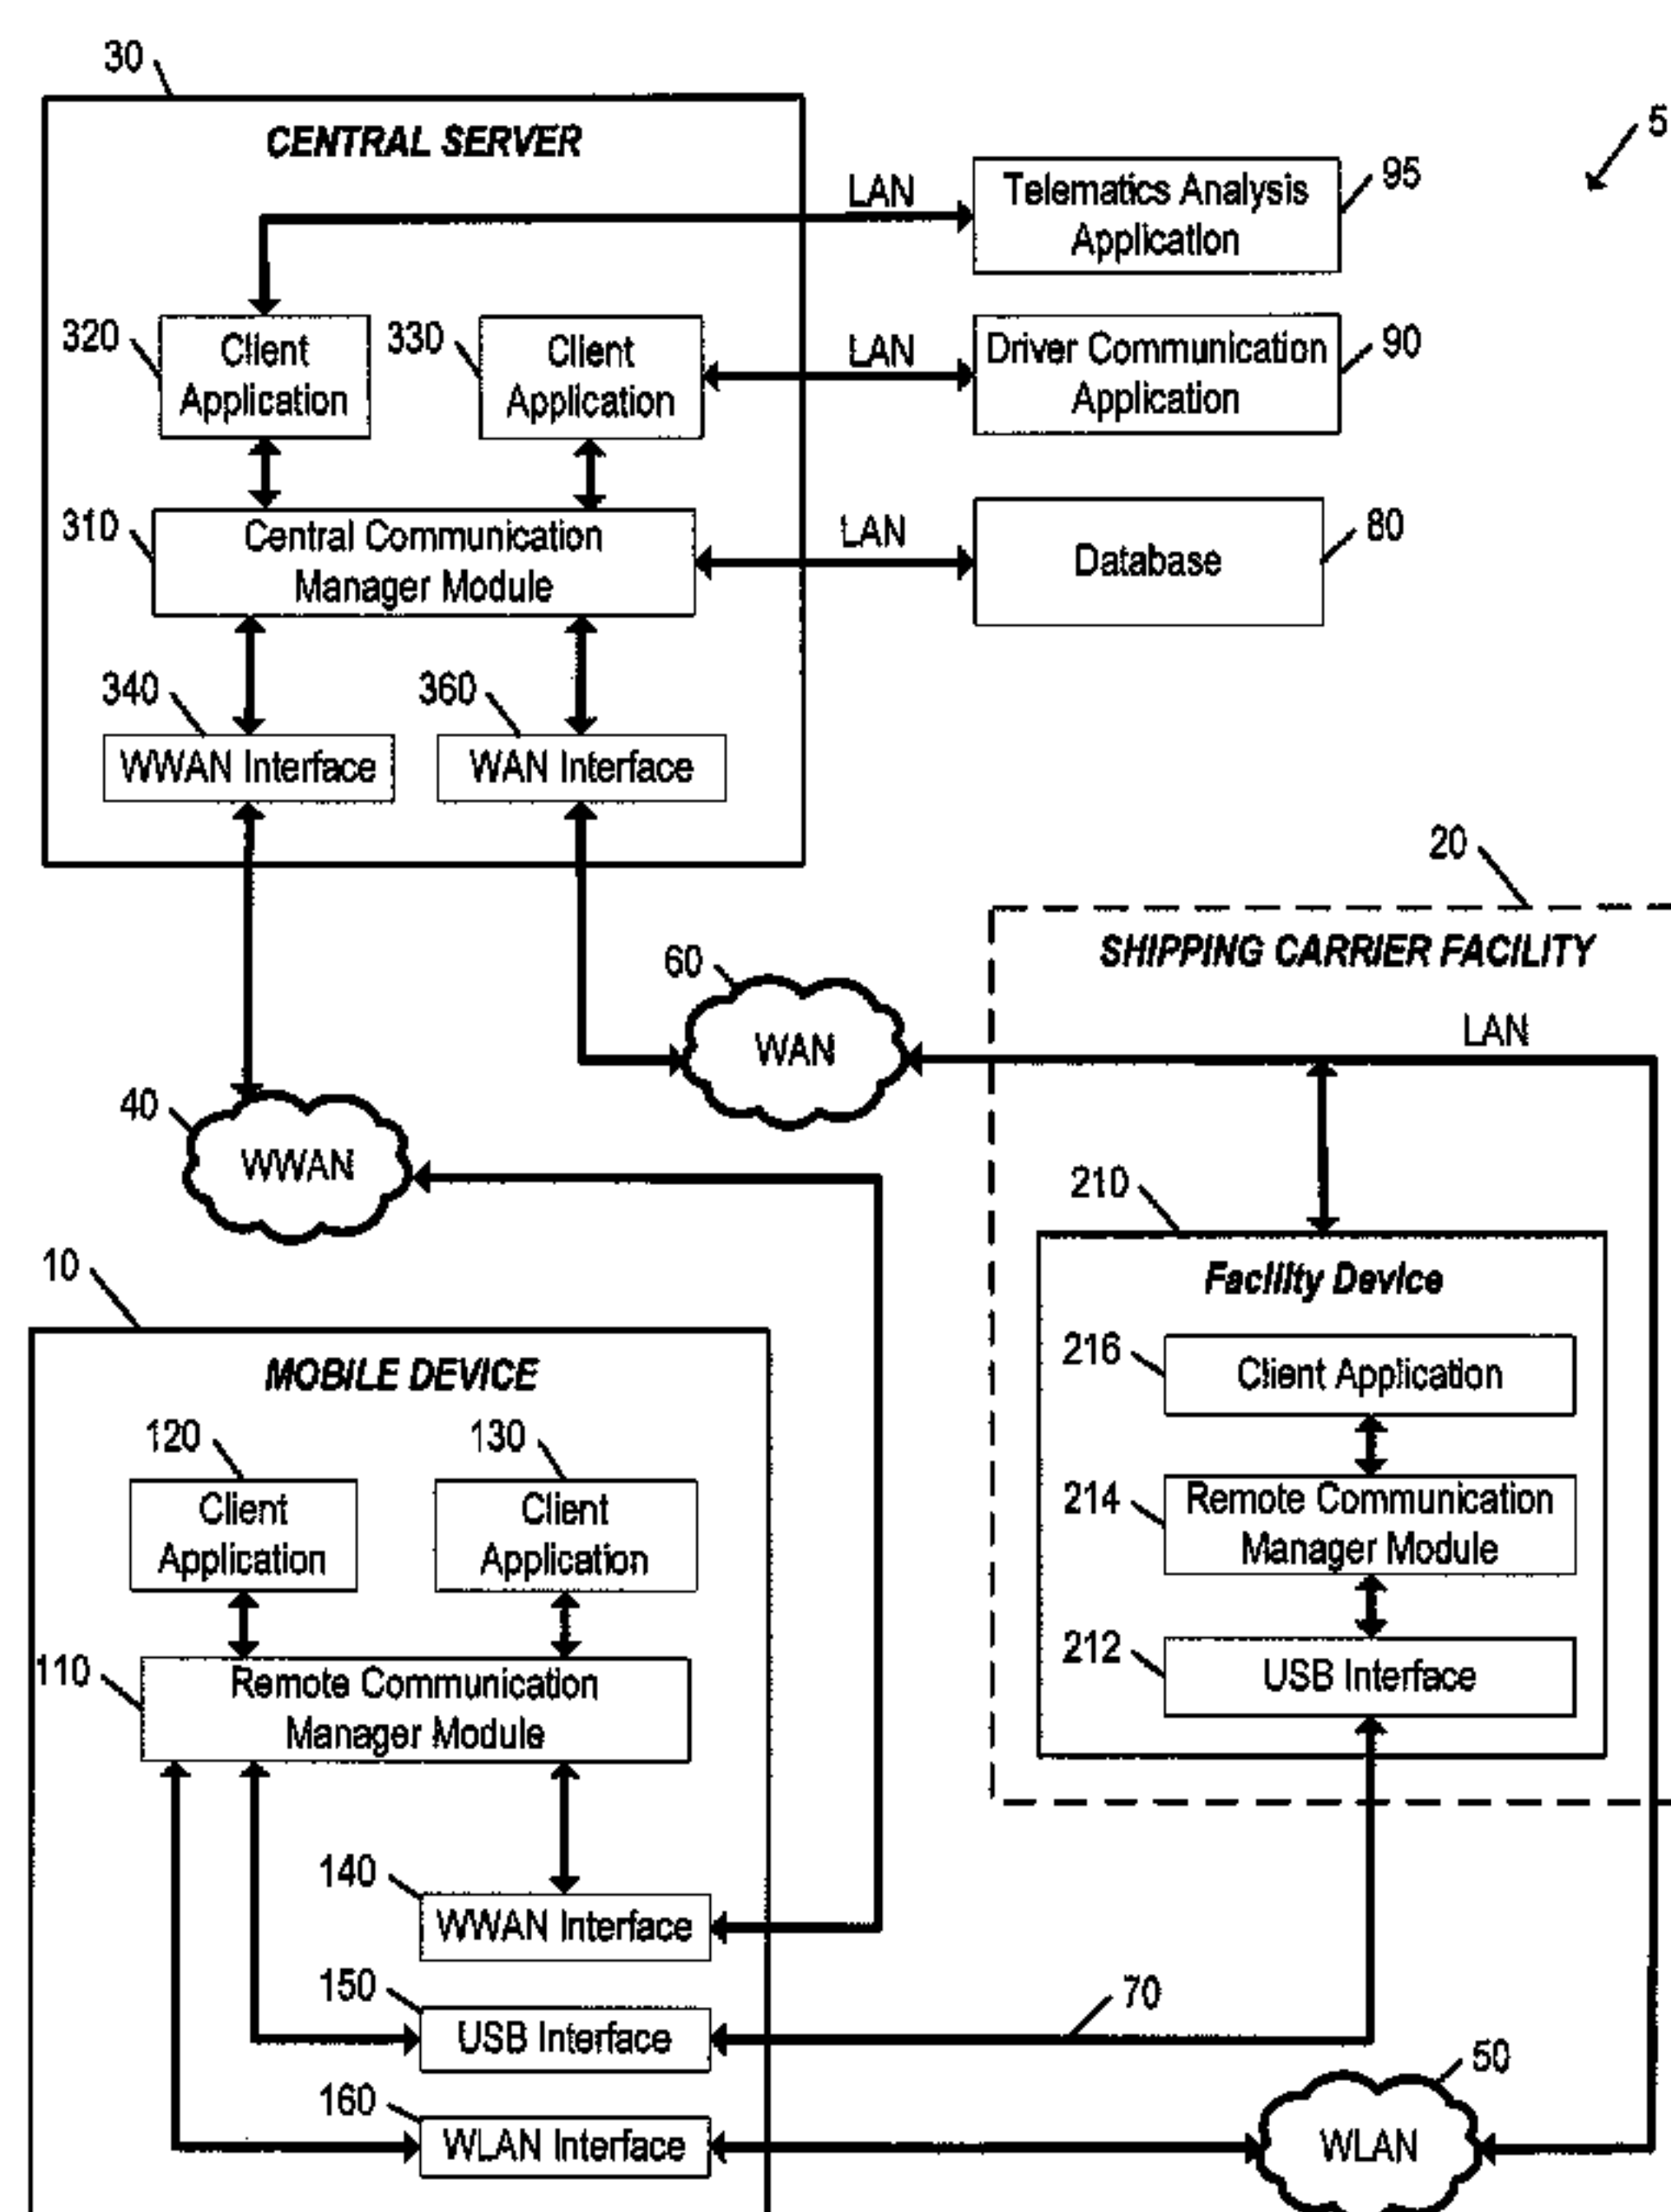 30
CENTRAL SERVER
5
LAN
Telematics Analysis
Application
95
320
Client
Application
330
Client
Application
LAN
Driver Communication
Application
90
310
Central Communication
Manager Module
LAN
Database
80
340
WWAN Interface
360
WAN Interface
20
SHIPPING CARRIER FACILITY
60
WAN
LAN
40
WWAN
210
Facility Device
216
Client Application
214
Remote Communication
Manager Module
212
USB Interface
10
MOBILE DEVICE
120
Client
Application
130
Client
Application
110
Remote Communication
Manager Module
140
WWAN Interface
150
USB Interface
70
160
WLAN Interface
50
WLAN